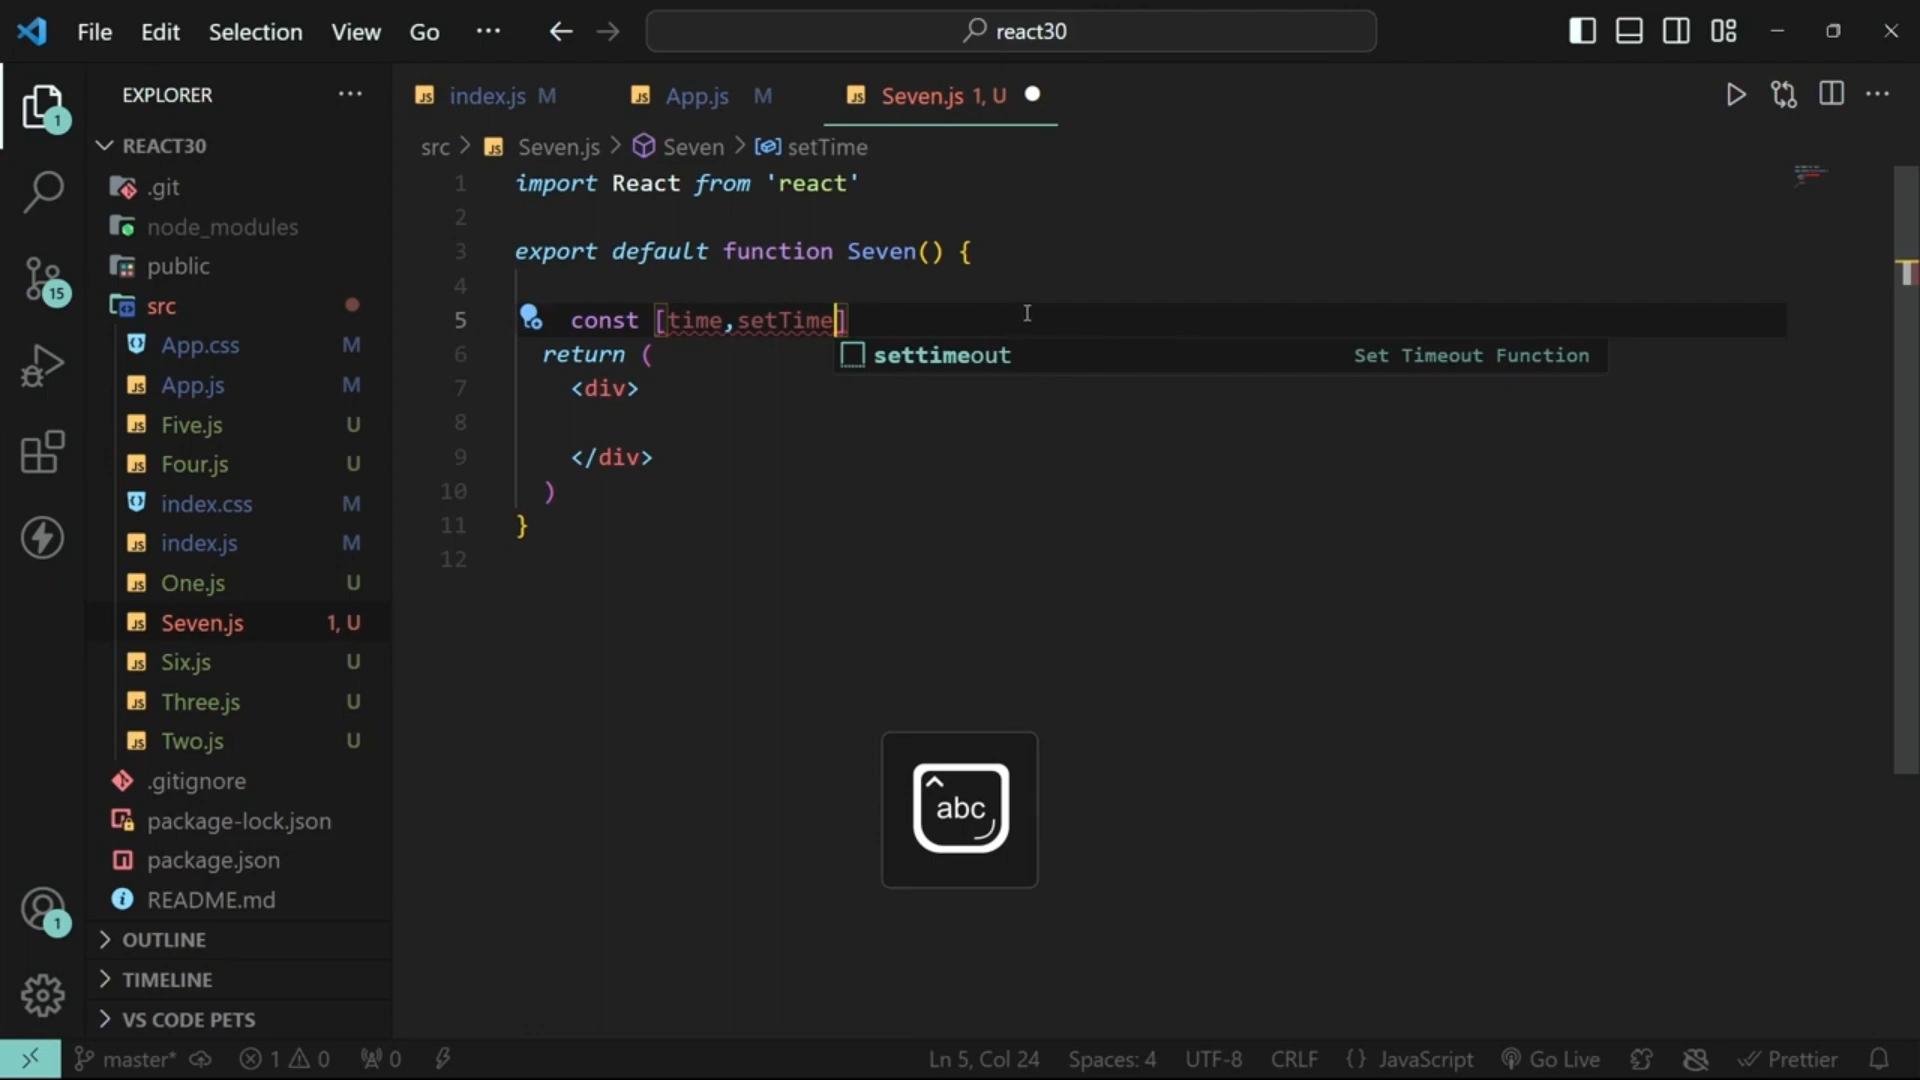 File Edit Selection View Go ··· react30
EXPLORER ···
REACT30
.git
node_modules
public
src
App.css M
App.js M
Five.js U
Four.js U
index.css M
index.js M
One.js U
Seven.js 1, U
Six.js U
Three.js U
Two.js U
.gitignore
package-lock.json
package.json
README.md
OUTLINE
TIMELINE
VS CODE PETS
1
15
1
index.js M App.js M Seven.js 1, U
src > Seven.js > Seven > setTime
1 import React from 'react'
2
3 export default function Seven() {
4
5 const [time,setTime]
6 return (
settimeout Set Timeout Function
7 <div>
8
9 </div>
10 )
11 }
12
abc
master* 1 0 0 Ln 5, Col 24 Spaces: 4 UTF-8 CRLF {} JavaScript Go Live Prettier